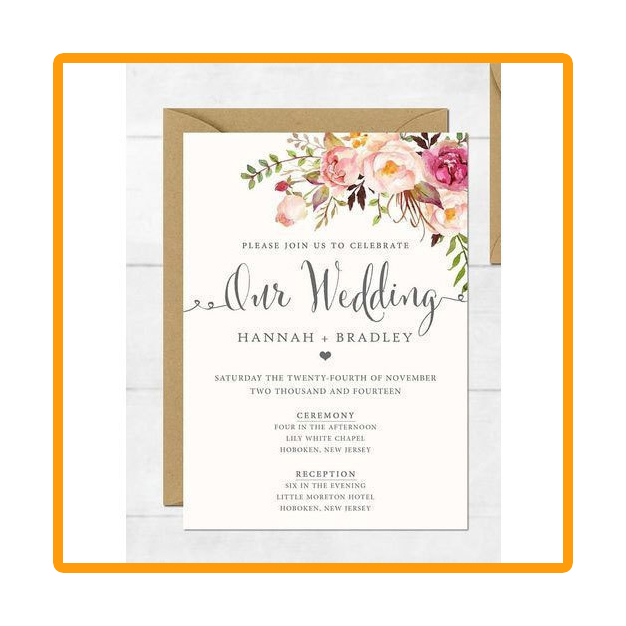 PLEASE JOIN US TO CELEBRATE
Our Wedding
HANNAH + BRADLEY
SATURDAY THE TWENTY-FOURTH OF NOVEMBER
TWO THOUSAND AND FOURTEEN
CEREMONY
FOUR IN THE AFTERNOON
LILY WHITE CHAPEL
HOBOKEN, NEW JERSEY
RECEPTION
SIX IN THE EVENING
LITTLE MORETON HOTEL
HOBOKEN, NEW JERSEY